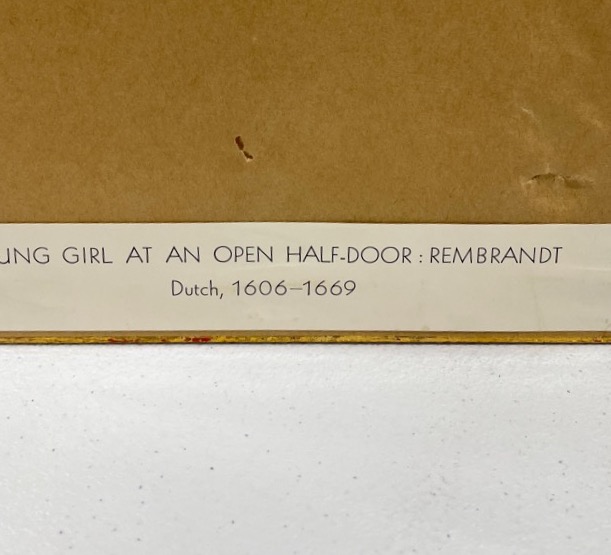 UNG GIRL AT AN OPEN HALF-DOOR : REMBRANDT
Dutch, 1606–1669